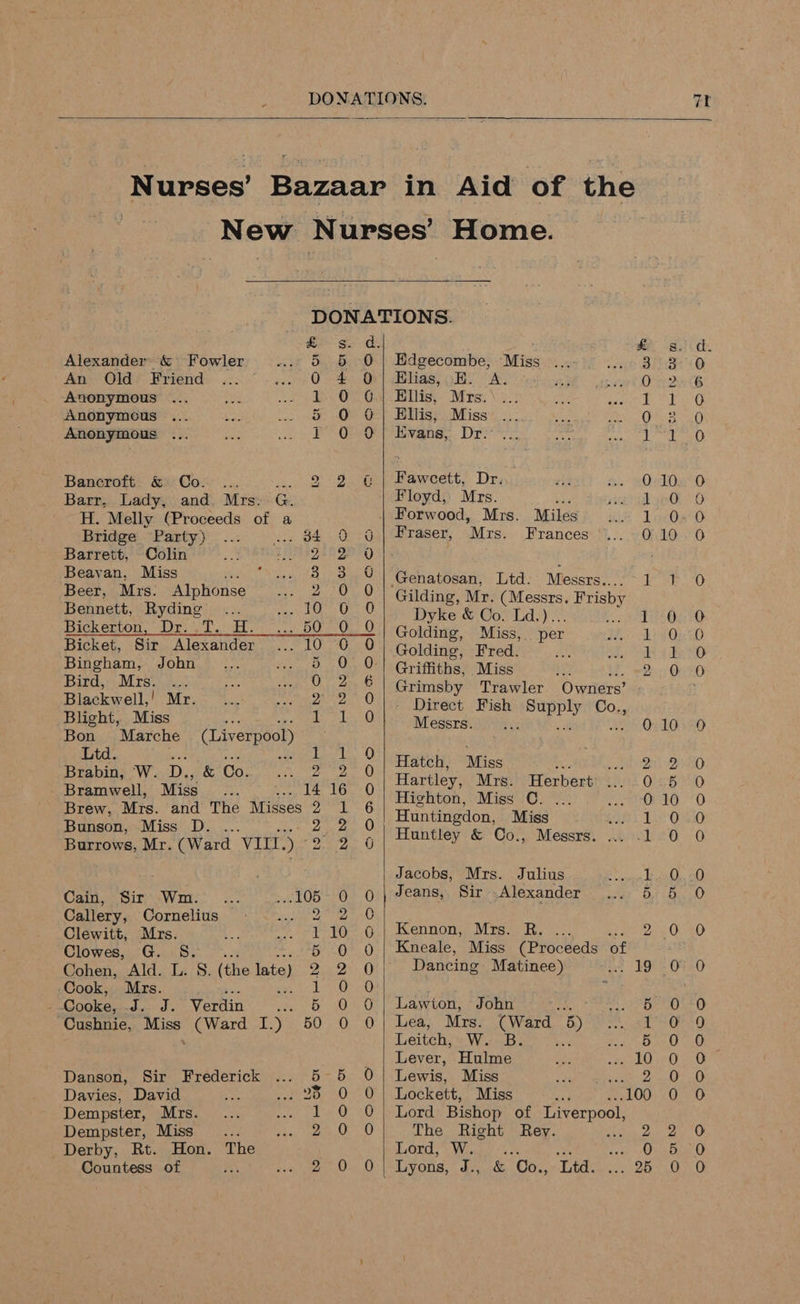 DONATIONS. 71
Nurses' Bazaar in Aid of the
New Nurses' Home.
DONATIONS.
£ s. d.
Alexander & Fowler ... 5 5 0
An Old Friend ... ... 0 4 0
Anonymous ... ... ... 1 0 0
Anonymous ... ... ... 5 0 0
Anonymous ... ... ... 1 0 0
Bancroft & Co. ... ... 2 2 0
Barr, Lady, and Mrs. G.
H. Melly (Proceeds of a
Bridge Party) ... ... 34 0 0
Barrett, Colin ... ... 2 2 0
Beavan, Miss ... ... 3 3 0
Beer, Mrs. Alphonse ... 2 0 0
Bennett, Ryding ... ... 10 0 0
Bickerton, Dr. T. H. ... 50 0 0
Bicket, Sir Alexander ... 10 0 0
Bingham, John ... ... 5 0 0
Bird, Mrs. ... ... ... 0 2 6
Blackwell, Mr. ... ... 2 2 0
Blight, Miss ... ... 1 1 0
Bon Marche (Liverpool)
Ltd. ... ... ... 1 1 0
Brabin, W. D., & Co. ... 2 2 0
Bramwell, Miss ... ... 14 16 0
Brew, Mrs. and The Misses 2 1 6
Bunson, Miss D. ... ... 2 2 0
Burrows, Mr. (Ward VIII.) 2 2 0
Cain, Sir Wm. ... ...105 0 0
Callery, Cornelius ... 2 2 0
Clewitt, Mrs. ... ... 1 10 0
Clowes, G. S. ... ... 5 0 0
Cohen, Ald. L. S. (the late) 2 2 0
Cook, Mrs. ... ... 1 0 0
Cooke, J. J. Verdin ... 5 0 0
Cushnie, Miss (Ward I.) 50 0 0
Danson, Sir Frederick ... 5 5 0
Davies, David ... ... 25 0 0
Dempster, Mrs. ... ... 1 0 0
Dempster, Miss ... ... 2 0 0
Derby, Rt. Hon. The
Countess of ... ... 2 0 0
£ s. d.
Edgecombe, Miss ... ... 3 3 0
Elias, E. A. ... ... 0 2 6
Ellis, Mrs. ... ... ... 1 1 0
Ellis, Miss ... ... ... 0 3 0
Evans, Dr. ... ... ... 1 1 0
Fawcett, Dr. ... ... 0 10 0
Floyd, Mrs. ... ... 1 0 0
Forwood, Mrs. Miles ... 1 0 0
Fraser, Mrs. Frances ... 0 10 0
Genatosan, Ltd. Messrs.... 1 1 0
Gilding, Mr. (Messrs. Frisby
Dyke & Co. Ld.)... ... 1 0 0
Golding, Miss, per ... 1 0 0
Golding, Fred. ... ... 1 1 0
Griffiths, Miss ... ... 2 0 0
Grimsby Trawler Owners'
Direct Fish Supply Co.,
Messrs. ... ... ... 0 10 0
Hatch, Miss ... ... 2 2 0
Hartley, Mrs. Herbert ... 0 5 0
Highton, Miss C. ... ... 0 10 0
Huntingdon, Miss ... 1 0 0
Huntley & Co., Messrs. ... 1 0 0
Jacobs, Mrs. Julius ... 1 0 0
Jeans, Sir Alexander ... 5 5 0
Kennon, Mrs. R. ... ... 2 0 0
Kneale, Miss (Proceeds of
Dancing Matinee) ... 19 0 0
Lawton, John ... ... 5 0 0
Lea, Mrs. (Ward 5) ... 1 0 0
Leitch, W. B. ... ... 5 0 0
Lever, Hulme ... ... 10 0 0
Lewis, Miss ... ... 2 0 0
Lockett, Miss ... ...100 0 0
Lord Bishop of Liverpool,
The Right Rev. ... 2 2 0
Lord, W. ... ... ... 0 5 0
Lyons, J., & Co., Ltd. ... 25 0 0